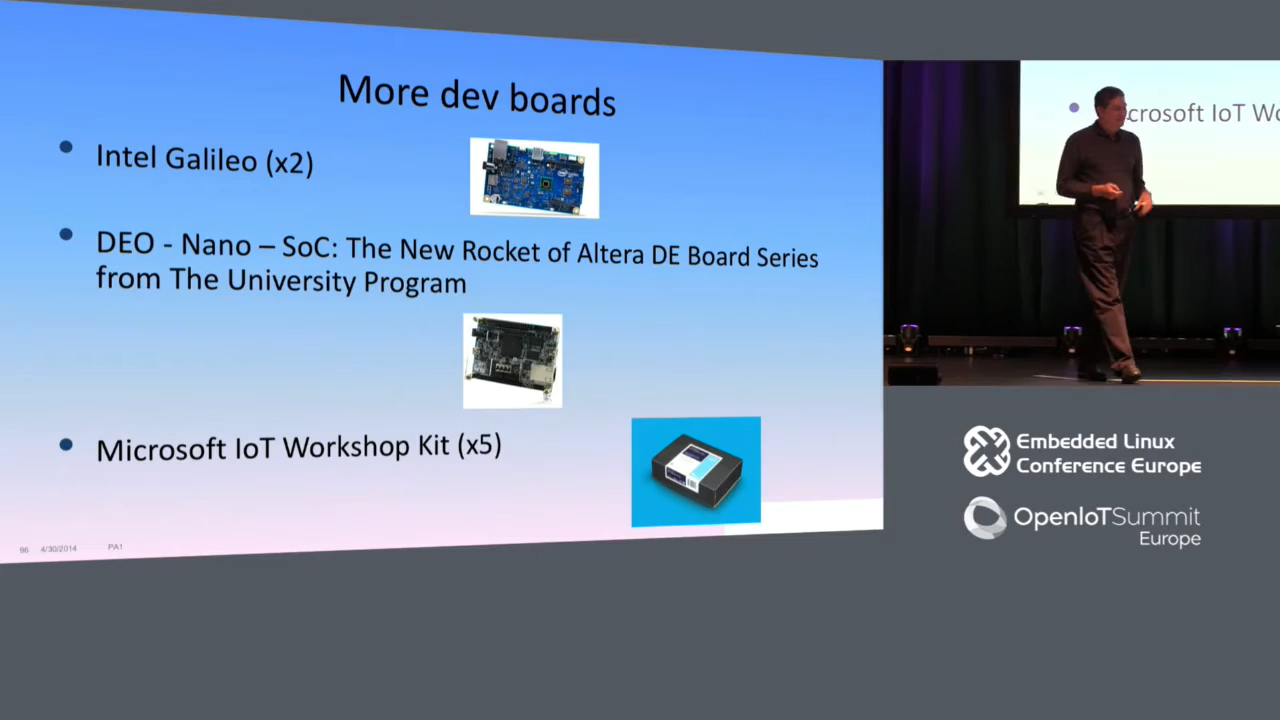 More dev boards
• Intel Galileo (x2)
• DEO - Nano – SoC: The New Rocket of Altera DE Board Series
from The University Program
• Microsoft IoT Workshop Kit (x5)
96 4/30/2014 PA1
• crosoft IoT Wo
Embedded Linux
Conference Europe
OpenIoTSummit
Europe